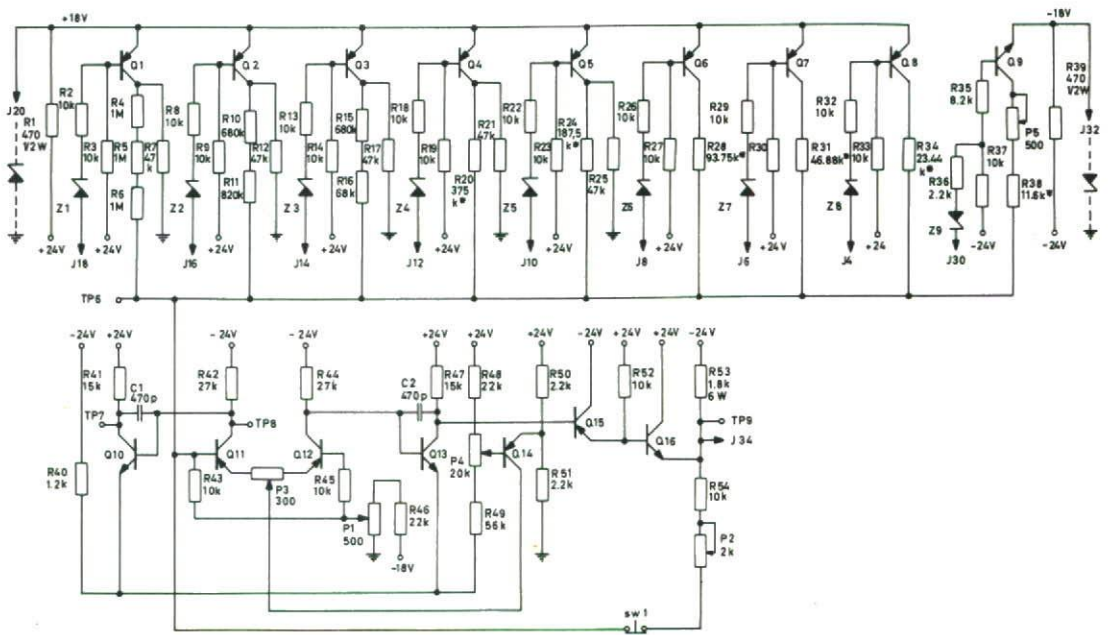 +18V
-18V
Q1
Q2
Q3
Q4
Q5
Q6
Q7
Q8
Q9
J20
R1
470
1/2W
R2
10k
R3
10k
R4
1M
R5
1M
R6
1M
R7
47
k
R8
10k
R9
10k
R10
680k
R11
820k
R12
47k
R13
10k
R14
10k
R15
680k
R16
68k
R17
47k
R18
10k
R19
10k
R20
375
k*
R21
47k
R22
10k
R23
10k
R24
187,5
k*
R25
47k
R26
10k
R27
10k
R28
93.75k*
R29
10k
R30
R31
46.88k*
R32
10k
R33
10k
R34
23.44
k*
R35
8.2k
R36
2.2k
R37
10k
P5
500
R38
11.6k*
R39
470
1/2W
J32
Z1
Z2
Z3
Z4
Z5
Z6
Z7
Z8
Z9
+24V
J18
+24V
J16
+24V
J14
+24V
J12
+24V
J10
+24V
J8
+24V
J6
+24V
J4
+24
J30
-24V
-24V
TP6
-24V
+24V
-24V
-24V
+24V
+24V
+24V
-15V
+24V
+24V
-24V
R41
15k
C1
470p
R42
27k
R44
27k
C2
470p
R47
15k
R48
22k
R50
2.2k
R52
10k
R53
1.8k
6W
TP7
TP8
TP9
J34
Q10
Q11
Q12
Q13
Q14
Q15
Q16
R40
1.2k
R43
10k
P3
300
R45
10k
P1
500
R46
22k
-18V
P4
20k
R49
56k
R51
2.2k
R54
10k
P2
2k
sw1